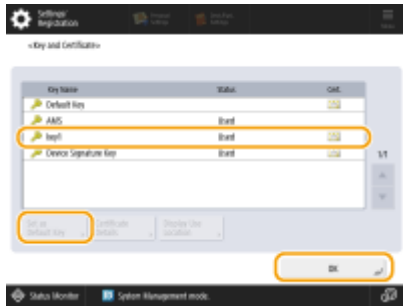 Settings/
Registration
<Key and Certificate>
Key Name Status Cert.
Default Key
AMS Used
key1 Used
Device Signature Key Used
1/1
Set as
Default Key
Certificate
Details
Display Use
Location
OK
Status Monitor System Management mode.